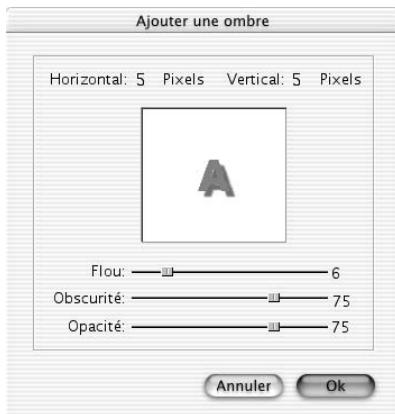 Ajouter une ombre
Horizontal: 5 Pixels Vertical: 5 Pixels
A
Flou: 6
Obscurité: 75
Opacité: 75
Annuler Ok